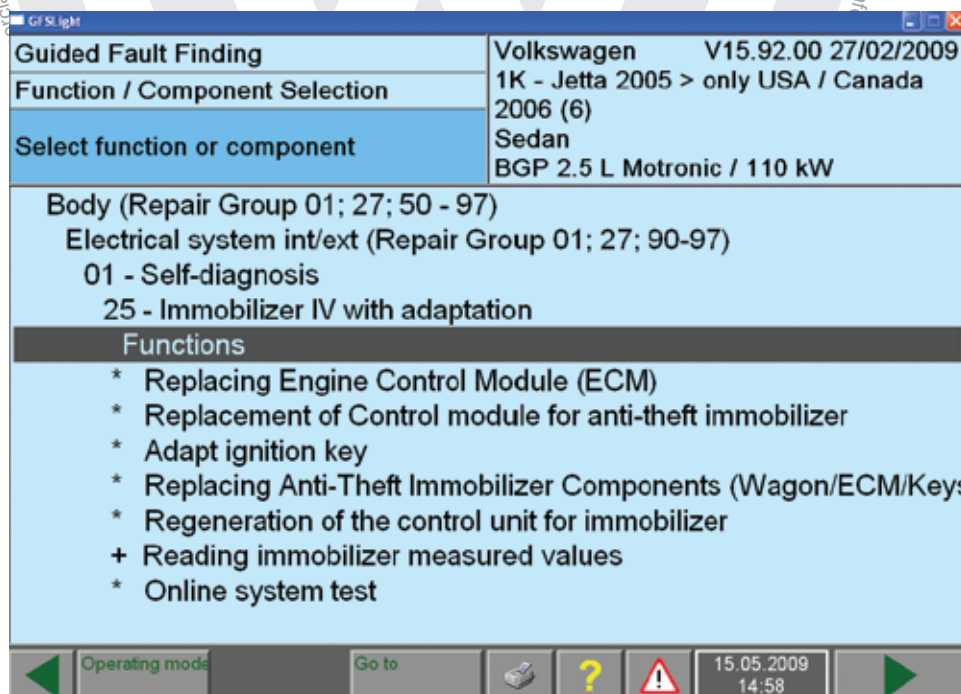 GFSLight
Guided Fault Finding
Function / Component Selection
Select function or component
Volkswagen V15.92.00 27/02/2009
1K - Jetta 2005 > only USA / Canada
2006 (6)
Sedan
BGP 2.5 L Motronic / 110 kW
Body (Repair Group 01; 27; 50 - 97)
Electrical system int/ext (Repair Group 01; 27; 90-97)
01 - Self-diagnosis
25 - Immobilizer IV with adaptation
Functions
* Replacing Engine Control Module (ECM)
* Replacement of Control module for anti-theft immobilizer
* Adapt ignition key
* Replacing Anti-Theft Immobilizer Components (Wagon/ECM/Keys
* Regeneration of the control unit for immobilizer
+ Reading immobilizer measured values
* Online system test
Operating mode
Go to
?
15.05.2009
14:58